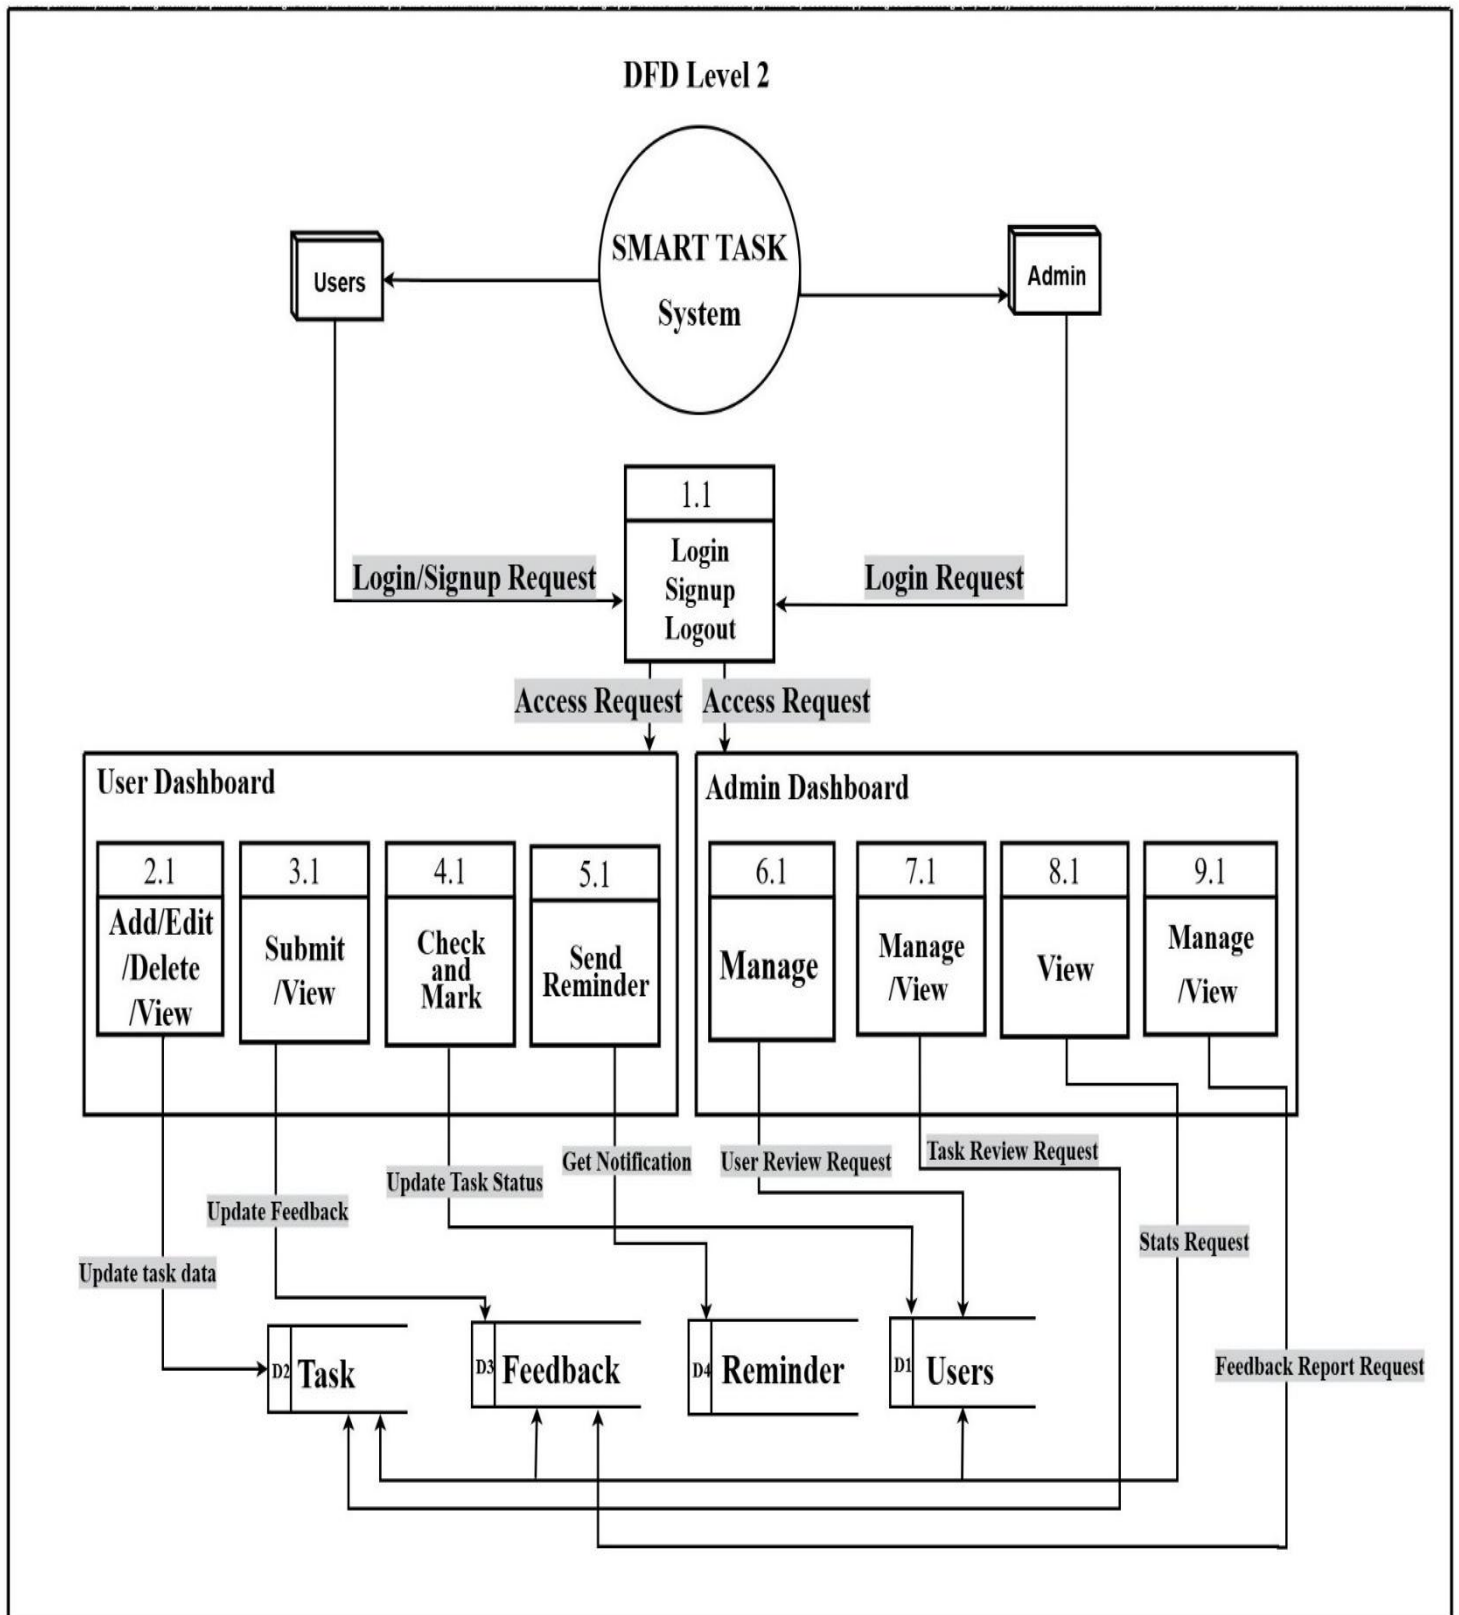 DFD Level 2
SMART TASK
System
Users
Admin
1.1
Login
Signup
Logout
Login/Signup Request
Login Request
Access Request
Access Request
User Dashboard
2.1
Add/Edit
/Delete
/View
3.1
Submit
/View
4.1
Check
and
Mark
5.1
Send
Reminder
Admin Dashboard
6.1
Manage
7.1
Manage
/View
8.1
View
9.1
Manage
/View
Update task data
Update Feedback
Update Task Status
Get Notification
User Review Request
Task Review Request
Stats Request
Feedback Report Request
D2 Task
D3 Feedback
D4 Reminder
D1 Users